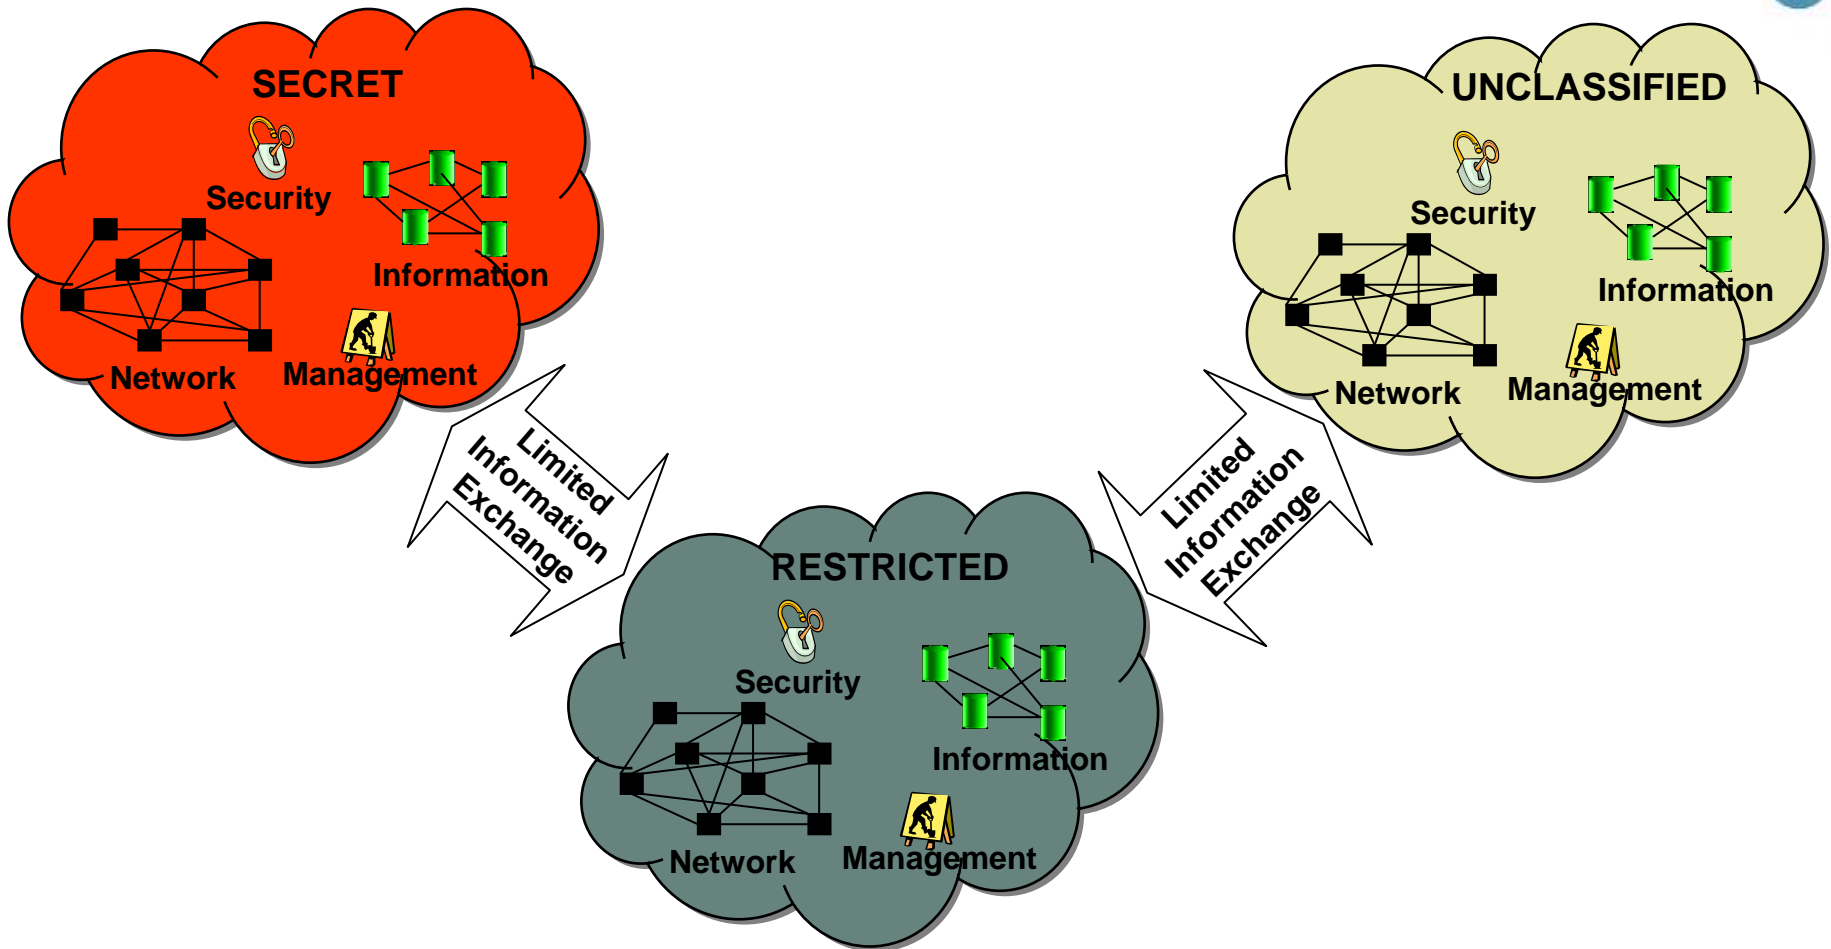 SECRET
Security
Information
Network
Management
UNCLASSIFIED
Security
Information
Network
Management
Limited
Information
Exchange
Limited
Information
Exchange
RESTRICTED
Security
Information
Network
Management